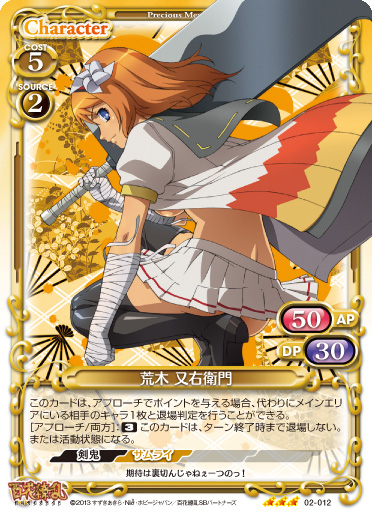 Precious Me
Character
COST
5
SOURCE
2
50 AP
DP 30
荒木 又右衛門
このカードは、アプローチでポイントを与える場合、代わりにメインエ
リアにいる相手のキャラ1枚と退場判定を行うことができる。
[アプローチ/両方]:3 このカードは、ターン終了時まで退場しない。
または活動状態になる。
剣鬼 サムライ
期待は裏切んじゃねぇーつのっ!
百花繚乱
©2013 すずきあきら・Niθ・ホビージャパン/百花繚乱SBパートナーズ
02-012